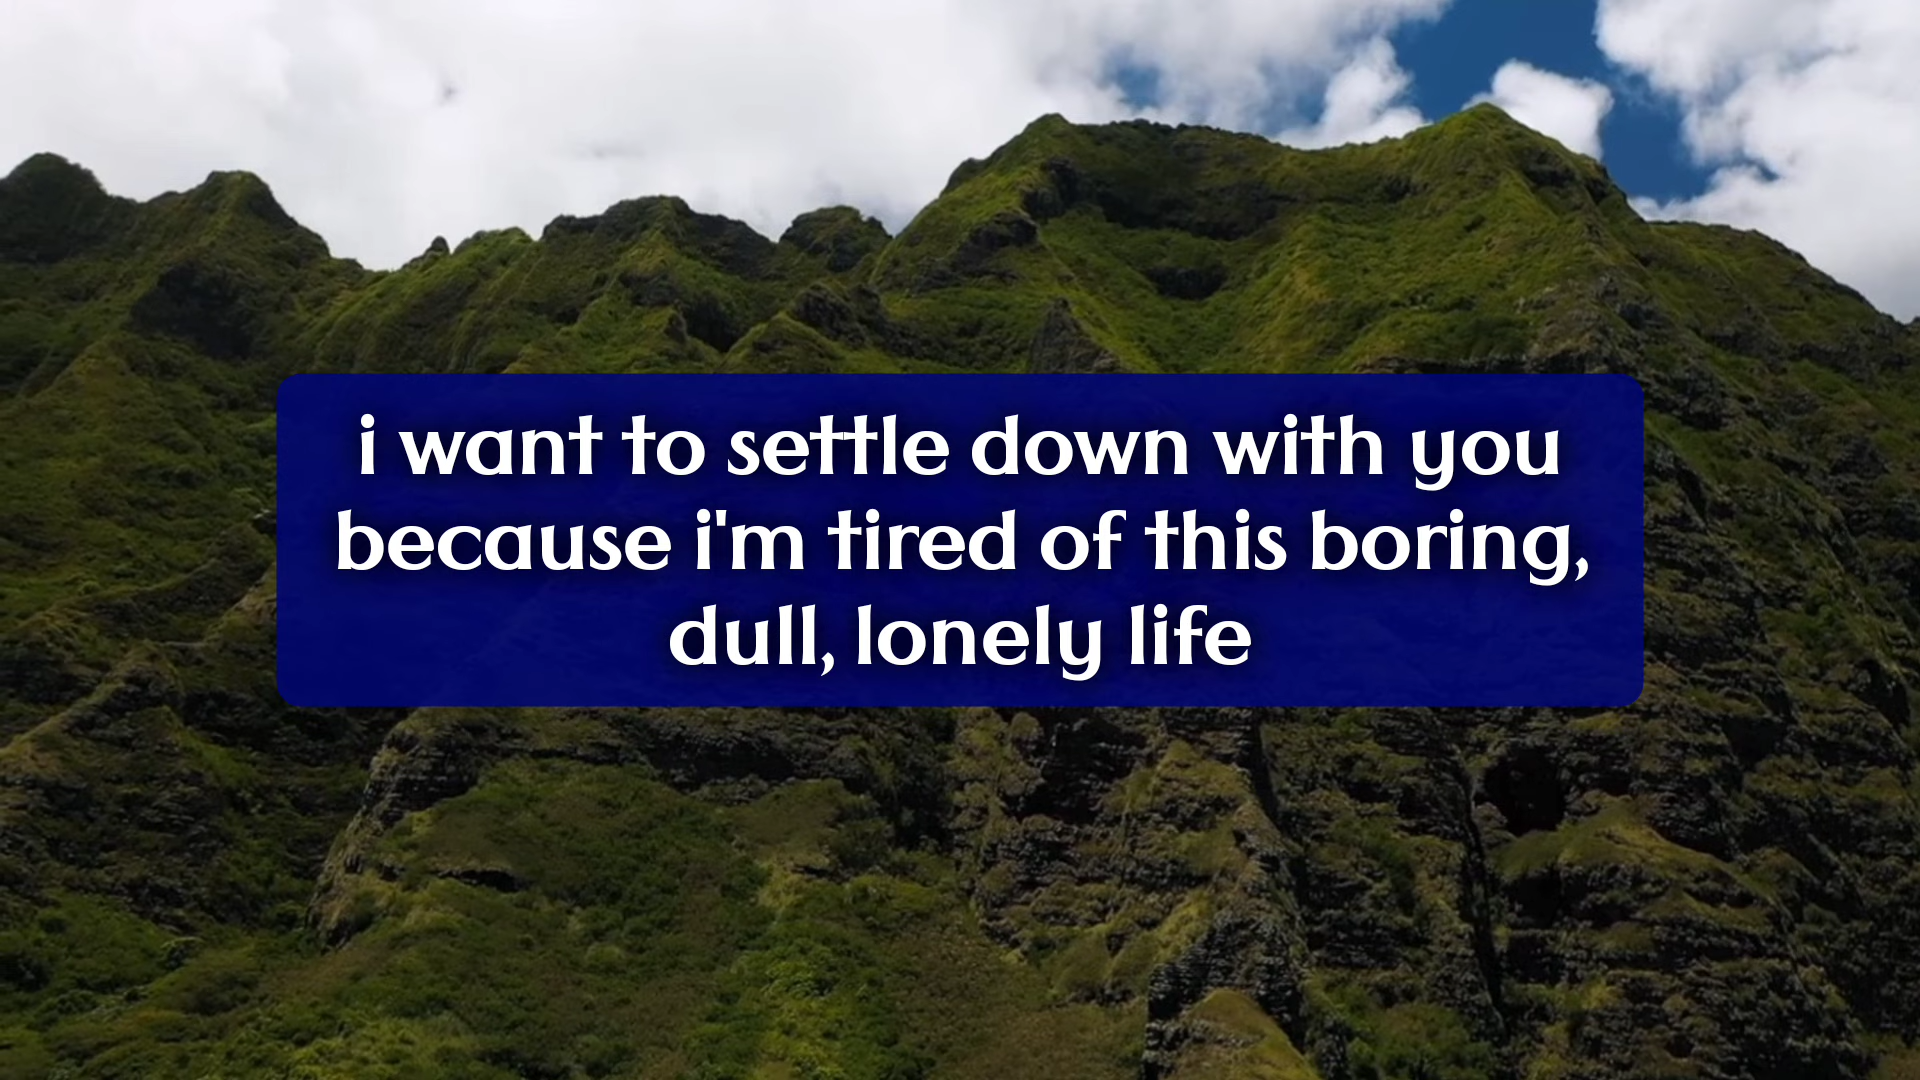 i want to settle down with you
because i'm tired of this boring,
dull, lonely life